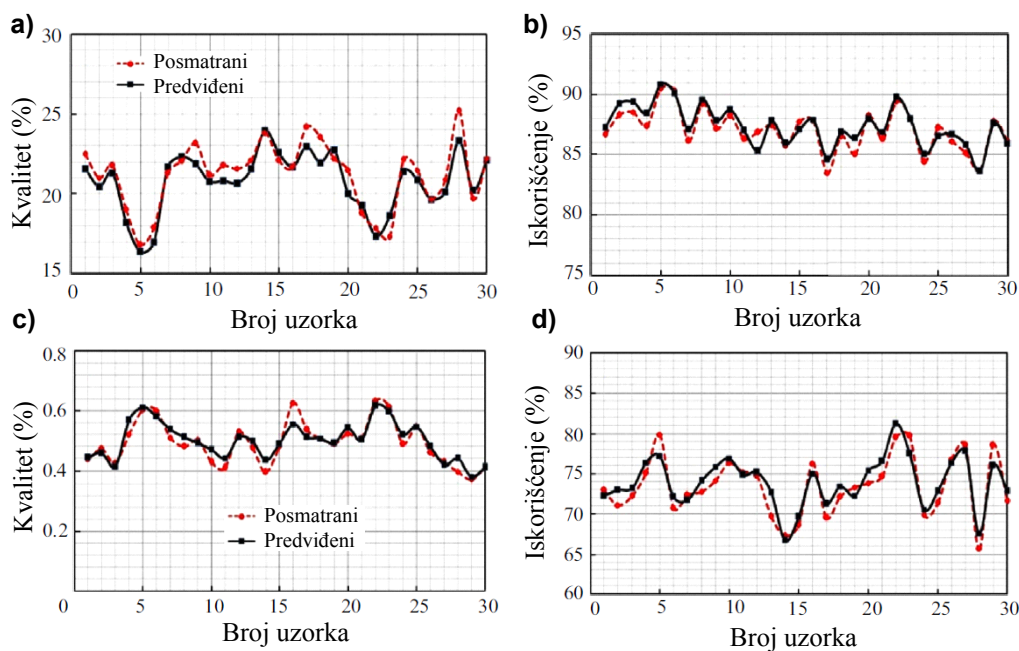 a)
30
25
20
15
Kvalitet (%)
Posmatrani
Predviđeni
0 5 10 15 20 25 30
Broj uzorka
b)
95
90
85
80
75
Iskorišćenje (%)
0 5 10 15 20 25 30
Broj uzorka
c)
0.8
0.6
0.4
0.2
Kvalitet (%)
Posmatrani
Predviđeni
0 5 10 15 20 25 30
Broj uzorka
d)
90
85
80
75
70
65
60
Iskorišćenje (%)
0 5 10 15 20 25 30
Broj uzorka